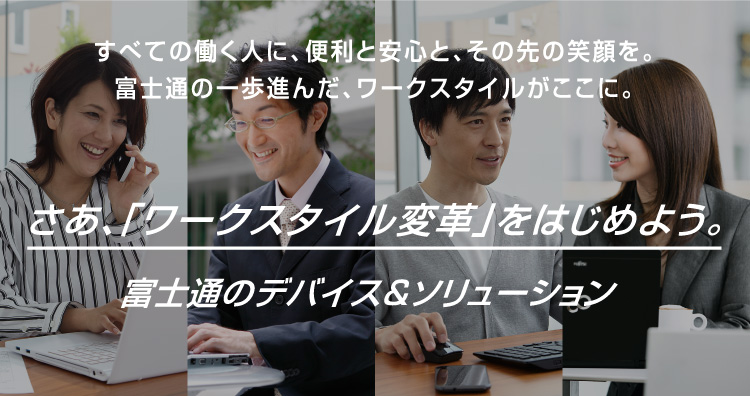 すべての働く人に、便利と安心と、その先の笑顔を。
富士通の一歩進んだ、ワークスタイルがここに。
さあ、「ワークスタイル変革」をはじめよう。
富士通のデバイス&ソリューション